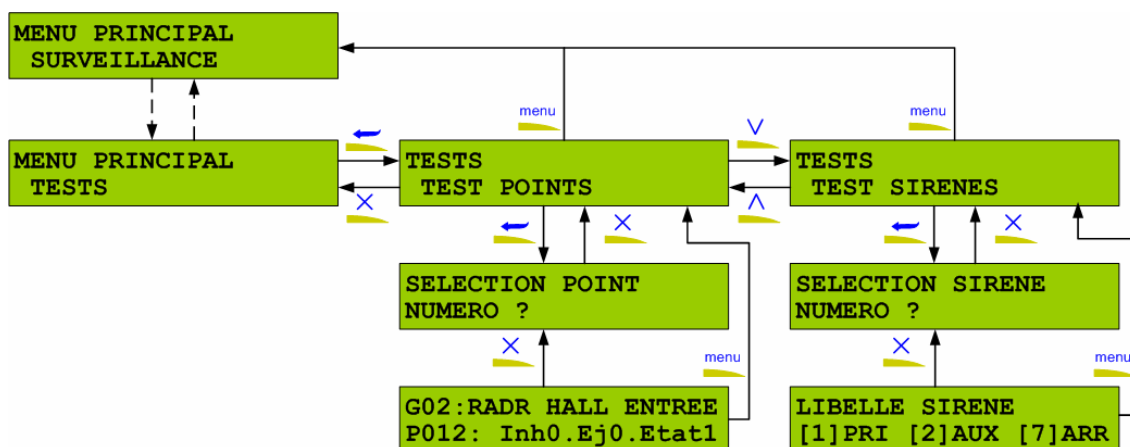 MENU PRINCIPAL
SURVEILLANCE
menu
menu
MENU PRINCIPAL
TESTS
TESTS
TEST POINTS
TESTS
TEST SIRENES
SELECTION POINT
NUMERO ?
SELECTION SIRENE
NUMERO ?
menu
menu
G02:RADR HALL ENTREE
P012: Inh0.Ej0.Etat1
LIBELLE SIRENE
[1]PRI [2]AUX [7]ARR